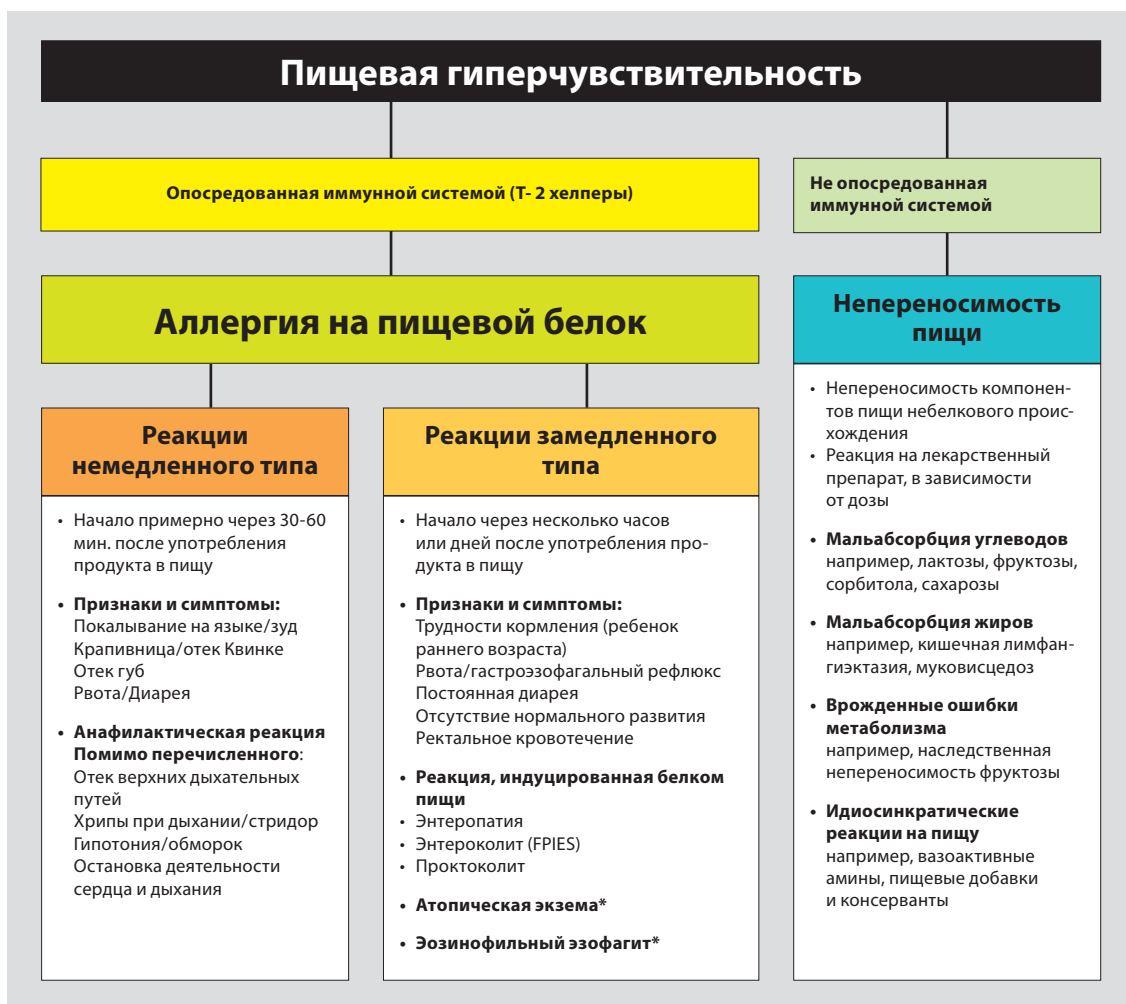 Пищевая гиперчувствительность
Опосредованная иммунной системой (Т- 2 хелперы)
Не опосредованная
иммунной системой
Аллергия на пищевой белок
Непереносимость
пищи
Реакции
немедленного типа
• Начало примерно через 30-60
мин. после употребления
продукта в пищу
• Признаки и симптомы:
Покалывание на языке/зуд
Крапивница/отек Квинке
Отек губ
Рвота/Диарея
• Анафилактическая реакция
Помимо перечисленного:
Отек верхних дыхательных
путей
Хрипы при дыхании/стридор
Гипотония/обморок
Остановка деятельности
сердца и дыхания
Реакции замедленного
типа
• Начало через несколько часов
или дней после употребления про-
дукта в пищу
• Признаки и симптомы:
Трудности кормления (ребенок
раннего возраста)
Рвота/гастроэзофагальный рефлюкс
Постоянная диарея
Отсутствие нормального развития
Ректальное кровотечение
• Реакция, индуцированная белком
пищи
• Энтеропатия
• Энтероколит (FPIES)
• Проктоколит
• Атопическая экзема*
• Эозинофильный эзофагит*
• Непереносимость компонен-
тов пищи небелкового проис-
хождения
• Реакция на лекарственный
препарат, в зависимости
от дозы
• Мальабсорбция углеводов
например, лактозы, фруктозы,
сорбитола, сахарозы
• Мальабсорбция жиров
например, кишечная лимфан-
гиэктазия, муковисцедоз
• Врожденные ошибки
метаболизма
например, наследственная
непереносимость фруктозы
• Идиосинкратические
реакции на пищу
например, вазоактивные
амины, пищевые добавки
и консерванты